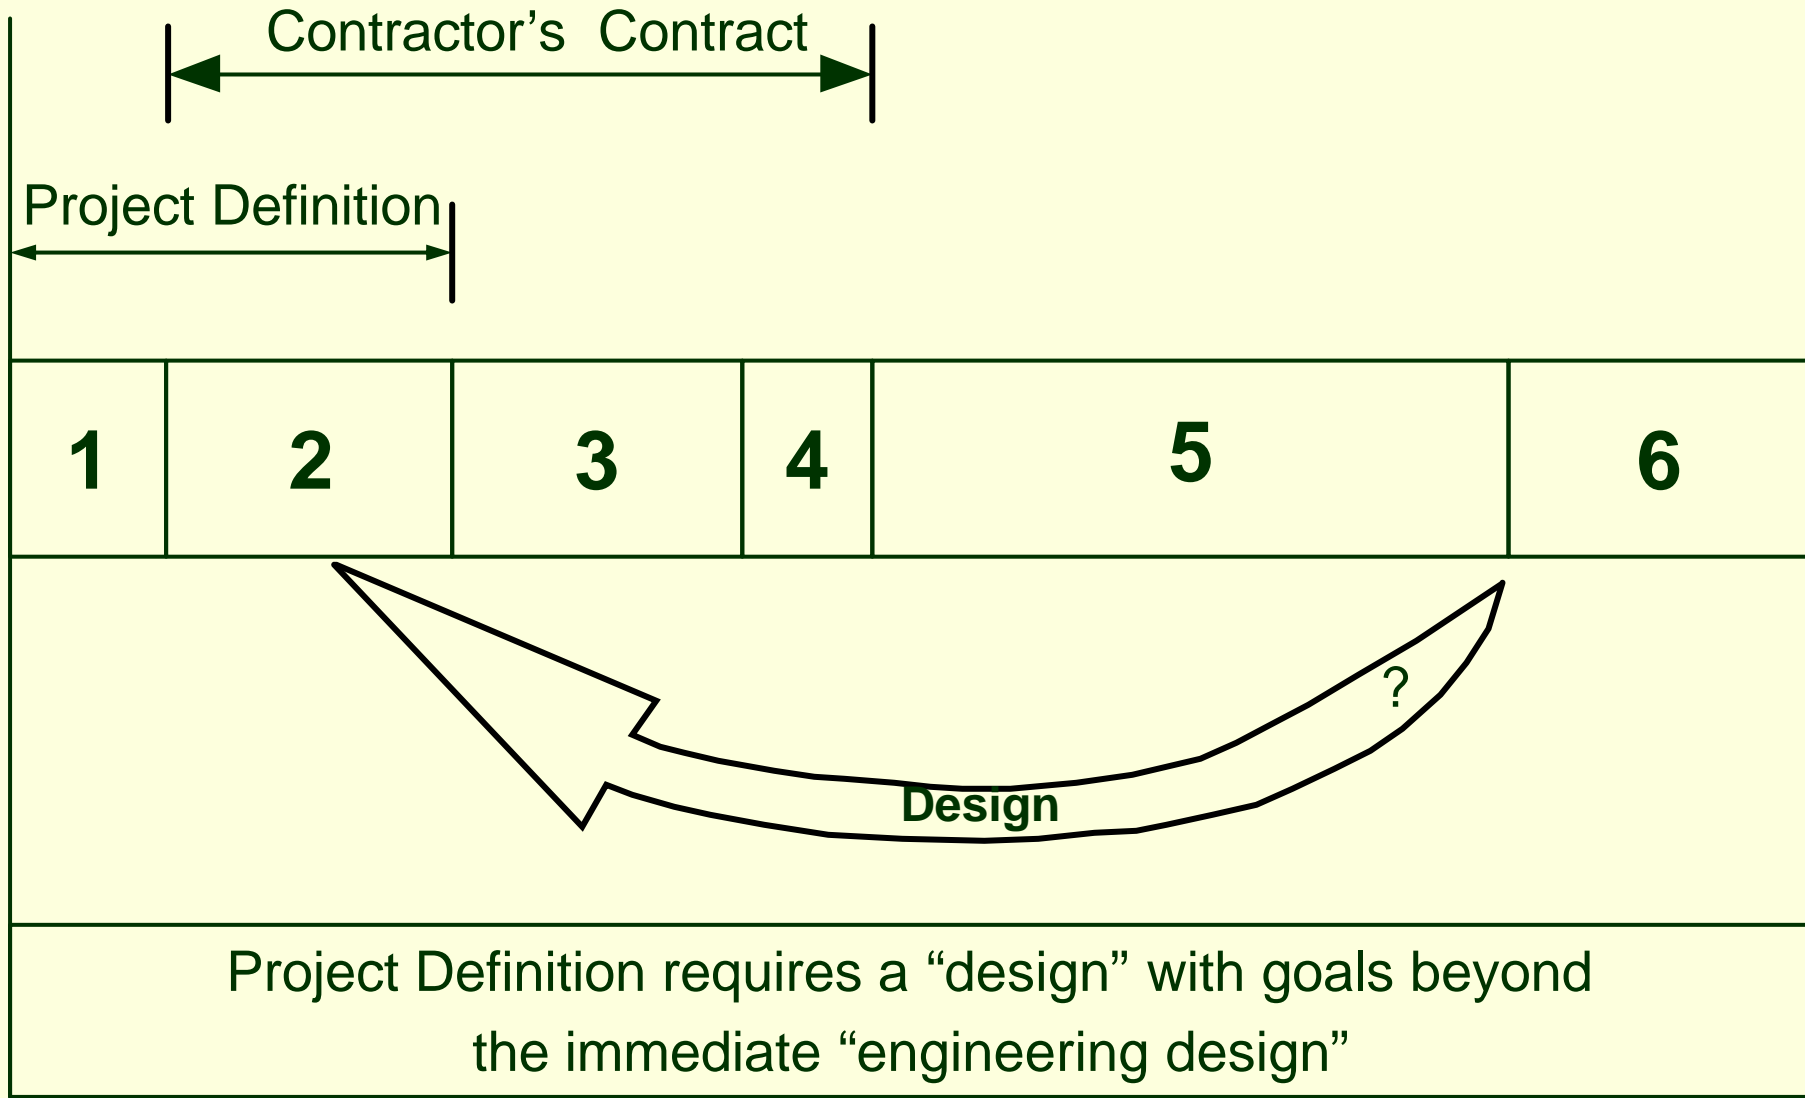 Contractor’s  Contract
Project Definition
1 2 3 4 5 6
?
Design
Project Definition requires a “design” with goals beyond
the immediate “engineering design”